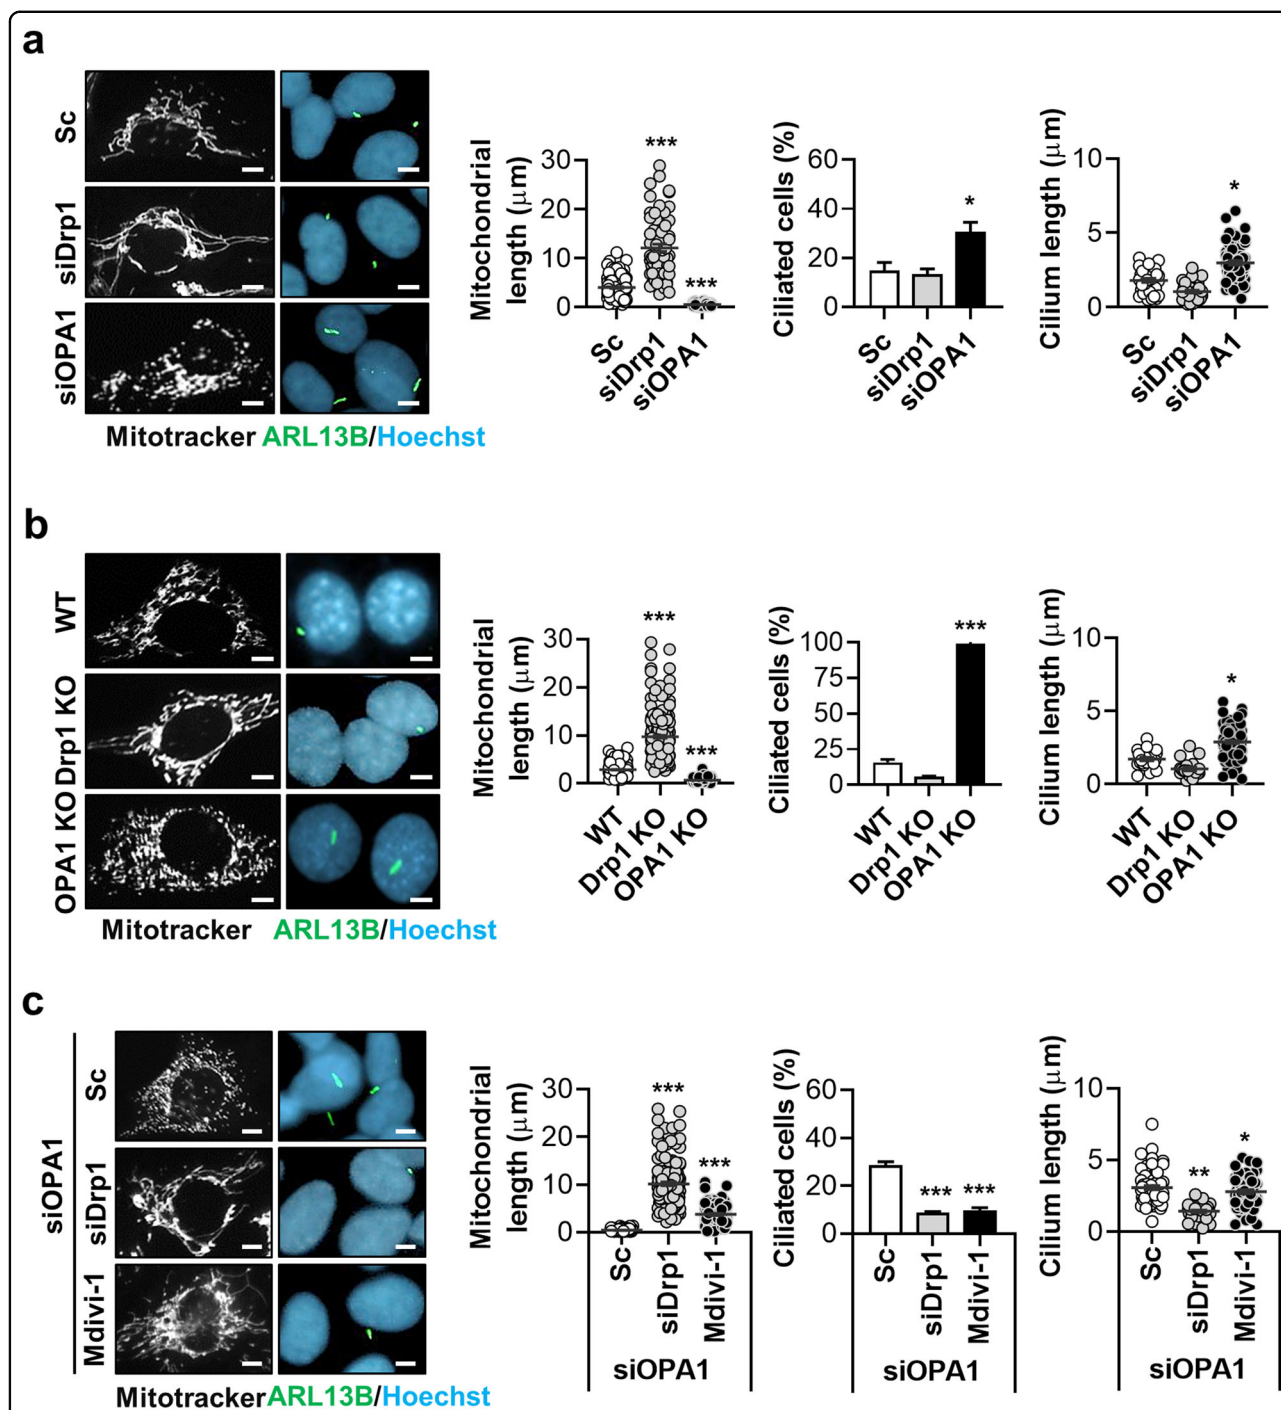 a
Sc
siDrp1
siOPA1
Mitotracker ARL13B/Hoechst
Mitochondrial
length (μm)
30
20
10
0
***
***
Sc
siDrp1
siOPA1
Ciliated cells (%)
60
40
20
0
*
Sc
siDrp1
siOPA1
Cilium length (μm)
10
5
0
*
Sc
siDrp1
siOPA1
b
WT
Drp1 KO
OPA1 KO
Mitotracker ARL13B/Hoechst
Mitochondrial
length (μm)
30
20
10
0
***
***
WT
Drp1 KO
OPA1 KO
Ciliated cells (%)
100
75
50
25
0
***
WT
Drp1 KO
OPA1 KO
Cilium length (μm)
10
5
0
*
WT
Drp1 KO
OPA1 KO
c
siOPA1
Sc
siDrp1
Mdivi-1
Mitotracker ARL13B/Hoechst
Mitochondrial
length (μm)
30
20
10
0
***
***
Sc
siDrp1
Mdivi-1
siOPA1
Ciliated cells (%)
60
40
20
0
***
***
Sc
siDrp1
Mdivi-1
siOPA1
Cilium length (μm)
10
5
0
**
*
Sc
siDrp1
Mdivi-1
siOPA1